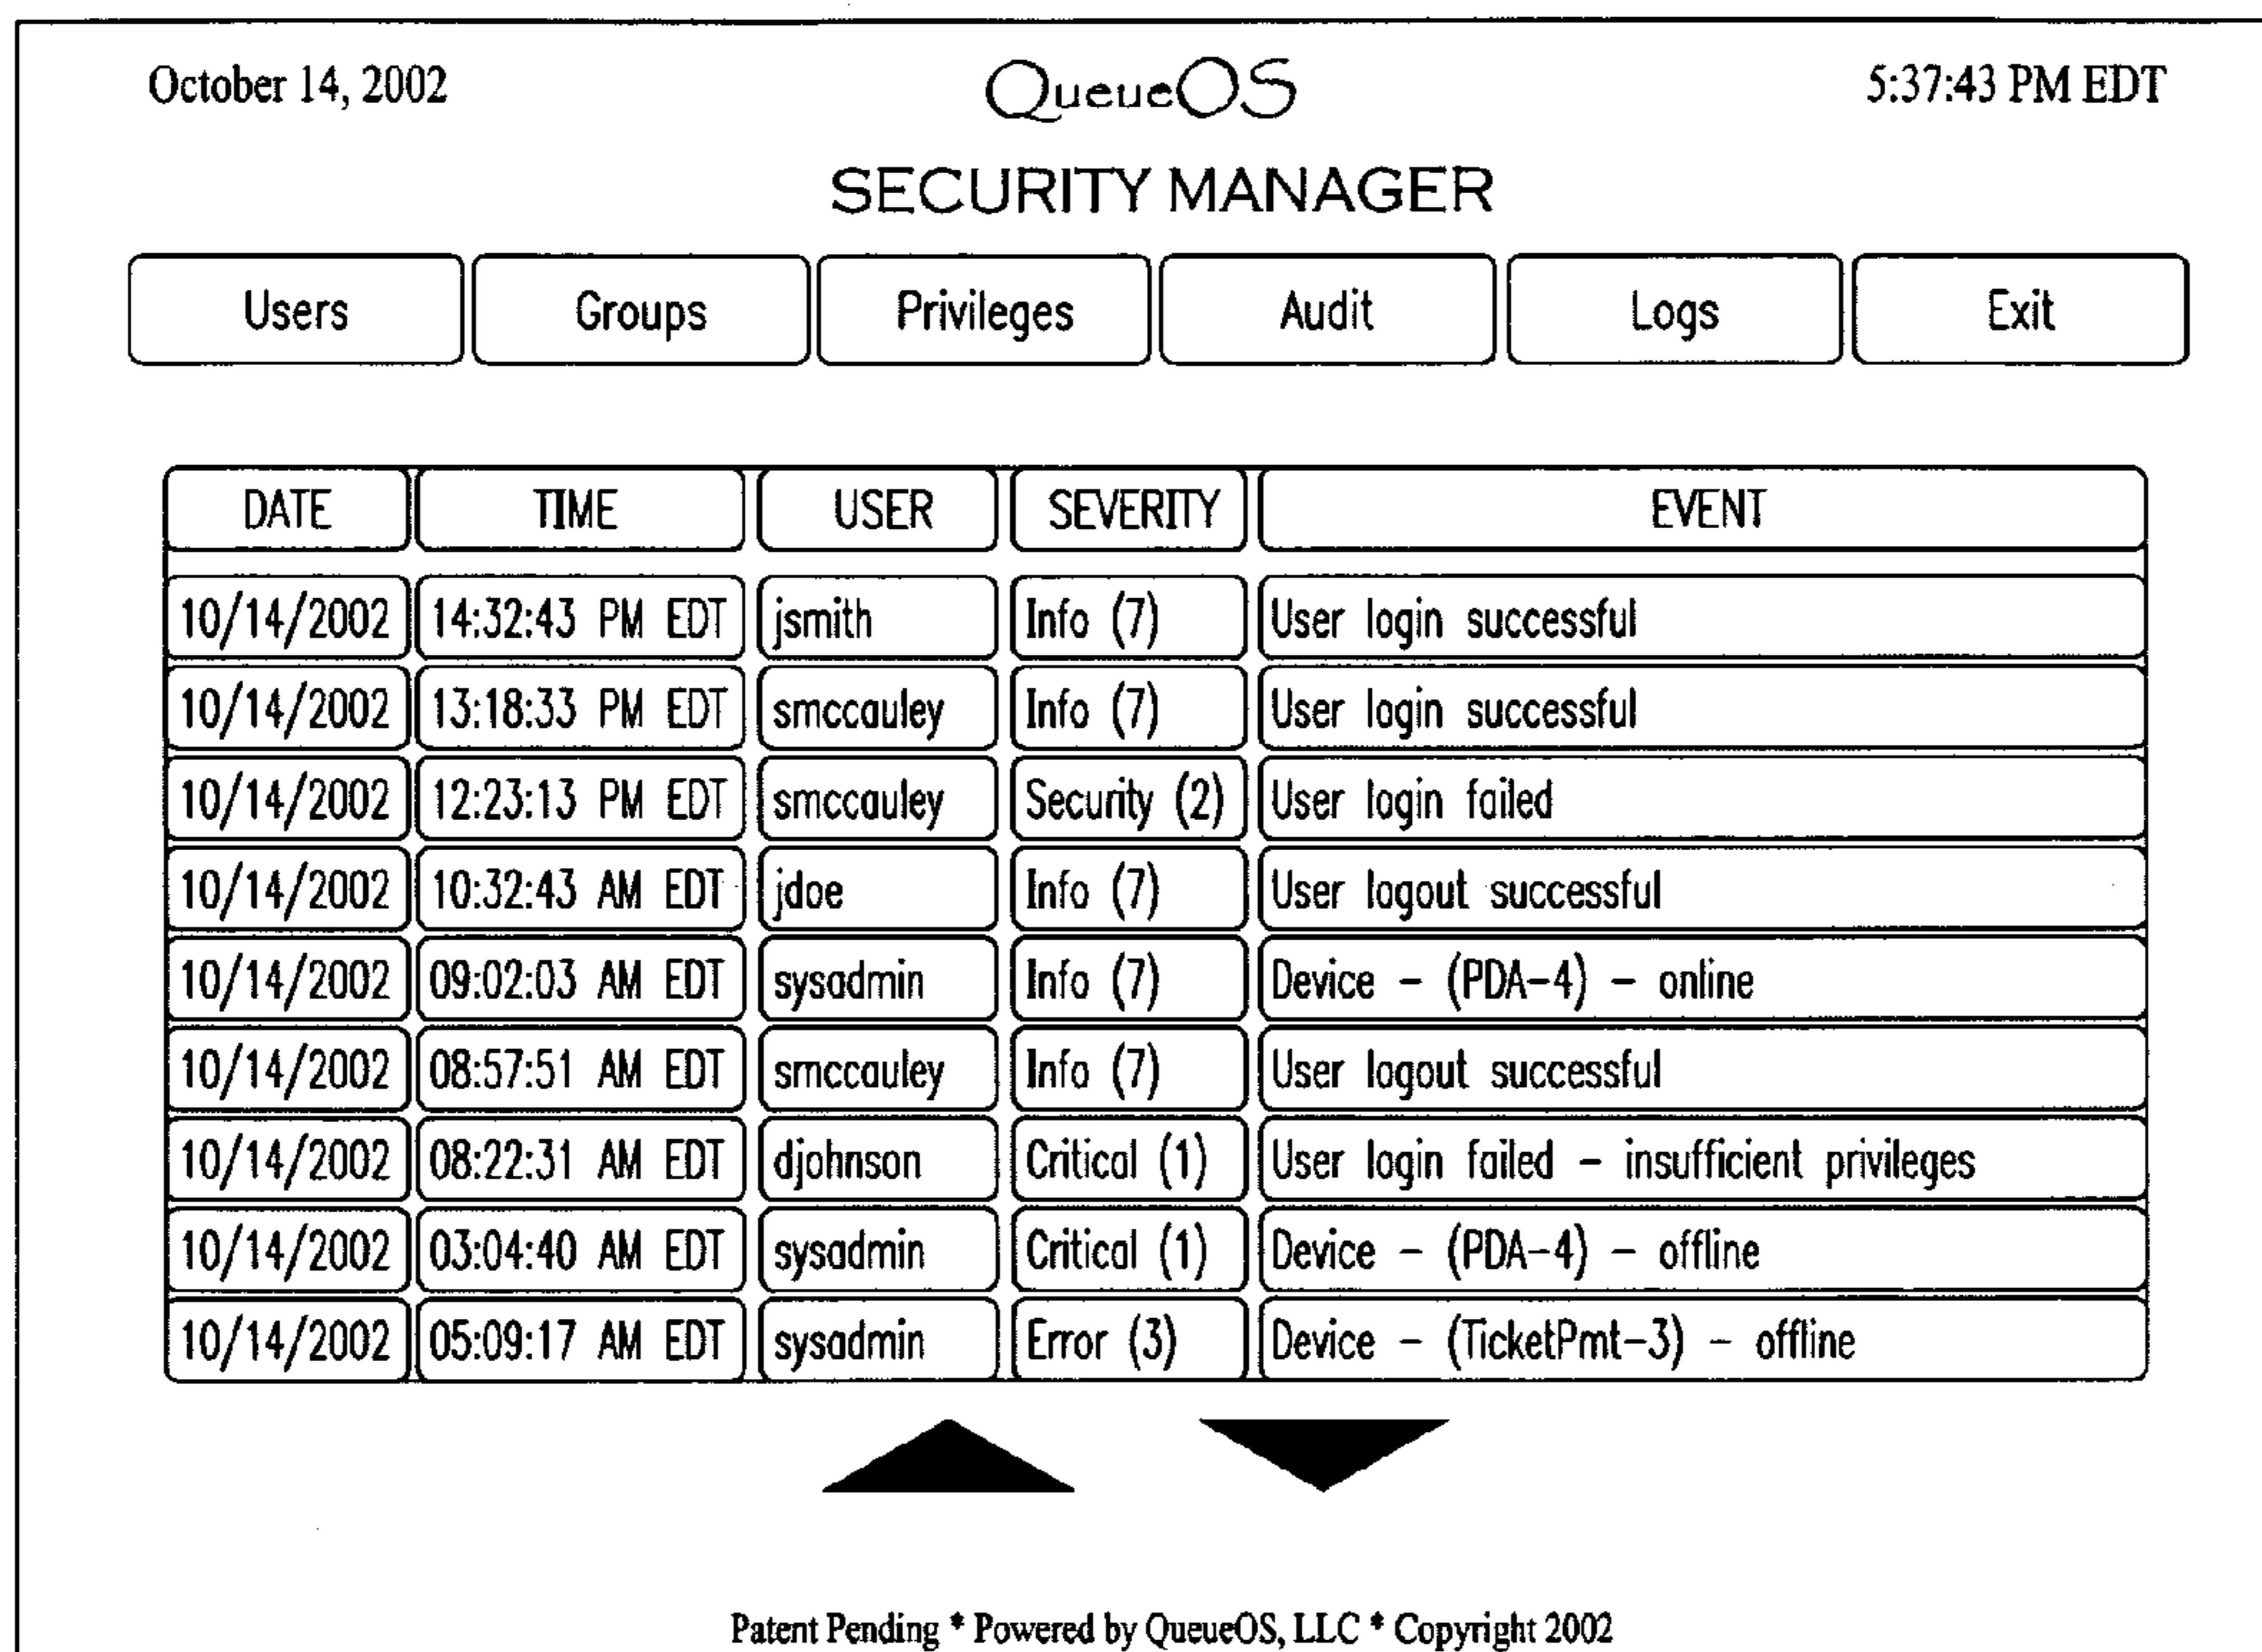 October 14, 2002 QueueOS 5:37:43 PM EDT
SECURITY MANAGER
Users Groups Privileges Audit Logs Exit
DATE TIME USER SEVERITY EVENT
10/14/2002 14:32:43 PM EDT jsmith Info (7) User login successful
10/14/2002 13:18:33 PM EDT smccauley Info (7) User login successful
10/14/2002 12:23:13 PM EDT smccauley Security (2) User login failed
10/14/2002 10:32:43 AM EDT jdoe Info (7) User logout successful
10/14/2002 09:02:03 AM EDT sysadmin Info (7) Device – (PDA–4) – online
10/14/2002 08:57:51 AM EDT smccauley Info (7) User logout successful
10/14/2002 08:22:31 AM EDT djohnson Critical (1) User login failed – insufficient privileges
10/14/2002 03:04:40 AM EDT sysadmin Critical (1) Device – (PDA–4) – offline
10/14/2002 05:09:17 AM EDT sysadmin Error (3) Device – (TicketPmt–3) – offline
Patent Pending * Powered by QueueOS, LLC * Copyright 2002